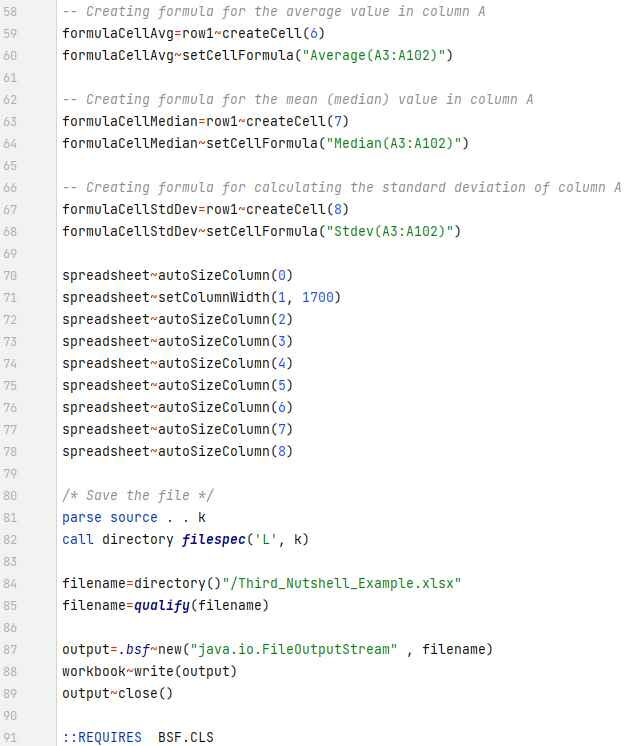 58 -- Creating formula for the average value in column A
59 formulaCellAvg=row1~createCell(6)
60 formulaCellAvg~setCellFormula("Average(A3:A102)")
61
62 -- Creating formula for the mean (median) value in column A
63 formulaCellMedian=row1~createCell(7)
64 formulaCellMedian~setCellFormula("Median(A3:A102)")
65
66 -- Creating formula for calculating the standard deviation of column A
67 formulaCellStdDev=row1~createCell(8)
68 formulaCellStdDev~setCellFormula("Stdev(A3:A102)")
69
70 spreadsheet~autoSizeColumn(0)
71 spreadsheet~setColumnWidth(1, 1700)
72 spreadsheet~autoSizeColumn(2)
73 spreadsheet~autoSizeColumn(3)
74 spreadsheet~autoSizeColumn(4)
75 spreadsheet~autoSizeColumn(5)
76 spreadsheet~autoSizeColumn(6)
77 spreadsheet~autoSizeColumn(7)
78 spreadsheet~autoSizeColumn(8)
79
80 /* Save the file */
81 parse source . . k
82 call directory filespec('L', k)
83
84 filename=directory()"/Third_Nutshell_Example.xlsx"
85 filename=qualify(filename)
86
87 output=.bsf~new("java.io.FileOutputStream" , filename)
88 workbook~write(output)
89 output~close()
90
91 ::REQUIRES  BSF.CLS